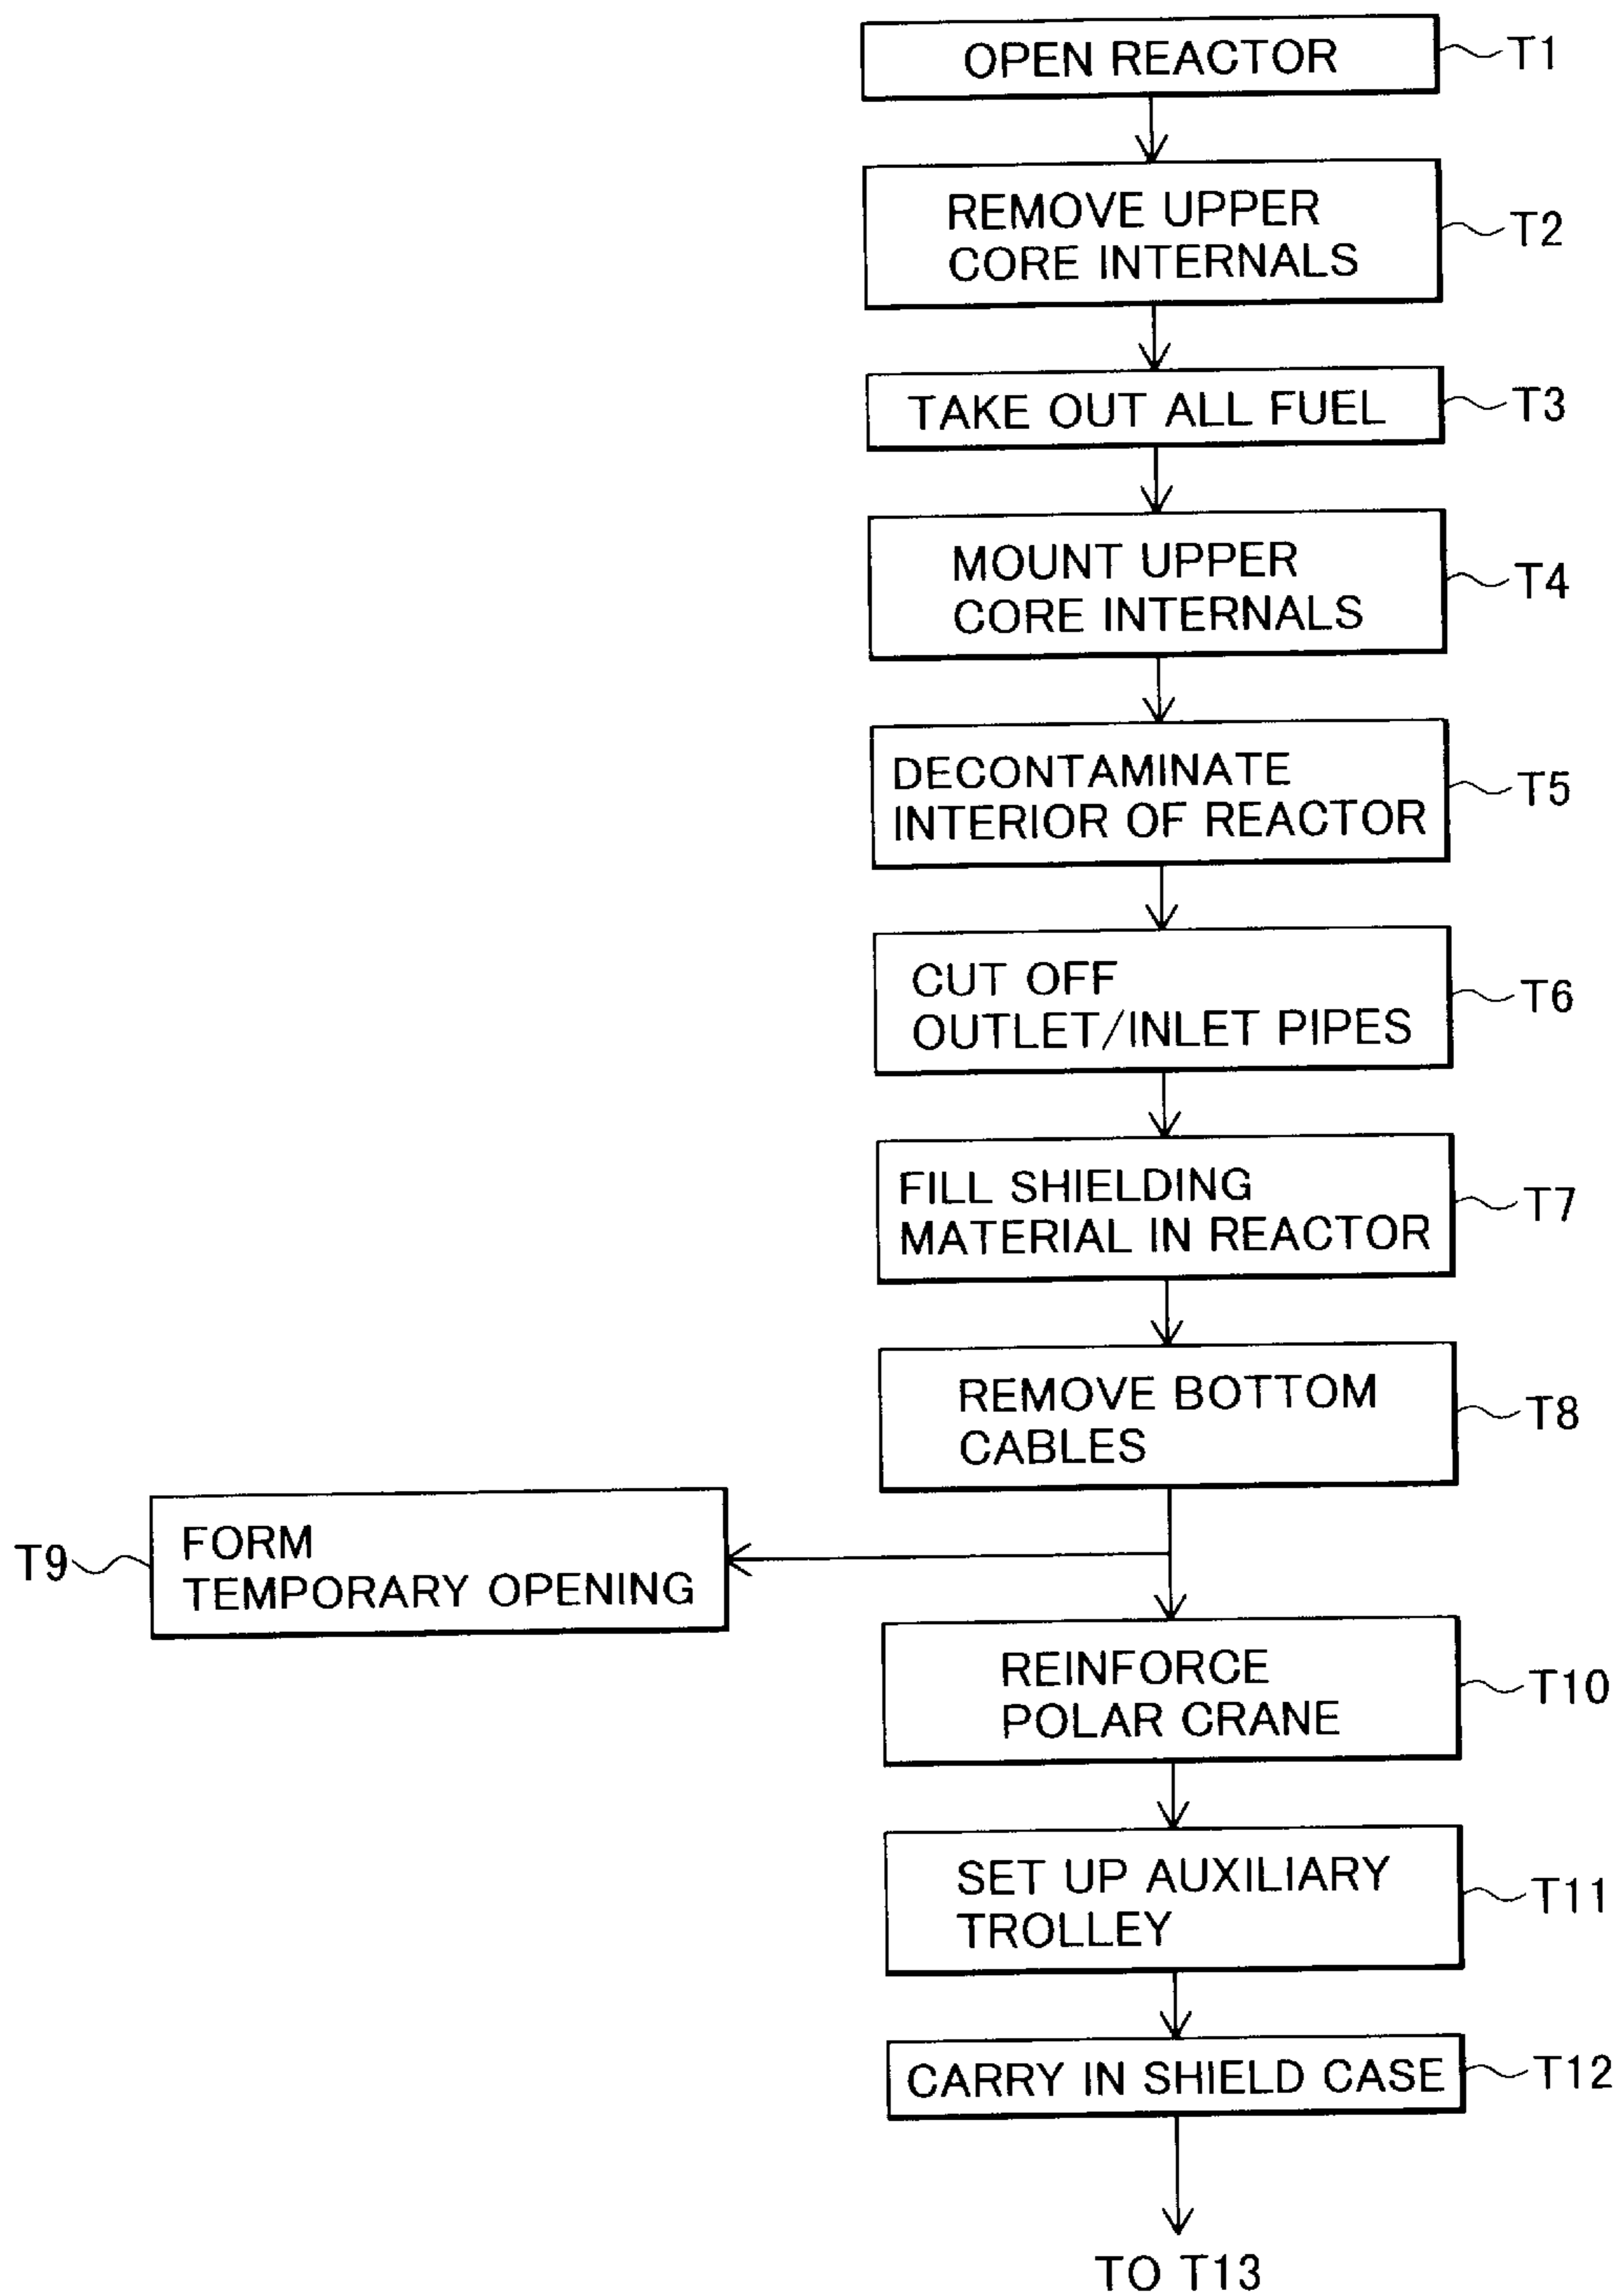 OPEN REACTOR
T1
REMOVE UPPER
CORE INTERNALS
T2
TAKE OUT ALL FUEL
T3
MOUNT UPPER
CORE INTERNALS
T4
DECONTAMINATE
INTERIOR OF REACTOR
T5
CUT OFF
OUTLET/INLET PIPES
T6
FILL SHIELDING
MATERIAL IN REACTOR
T7
REMOVE BOTTOM
CABLES
T8
T9
FORM
TEMPORARY OPENING
REINFORCE
POLAR CRANE
T10
SET UP AUXILIARY
TROLLEY
T11
CARRY IN SHIELD CASE
T12
TO T13